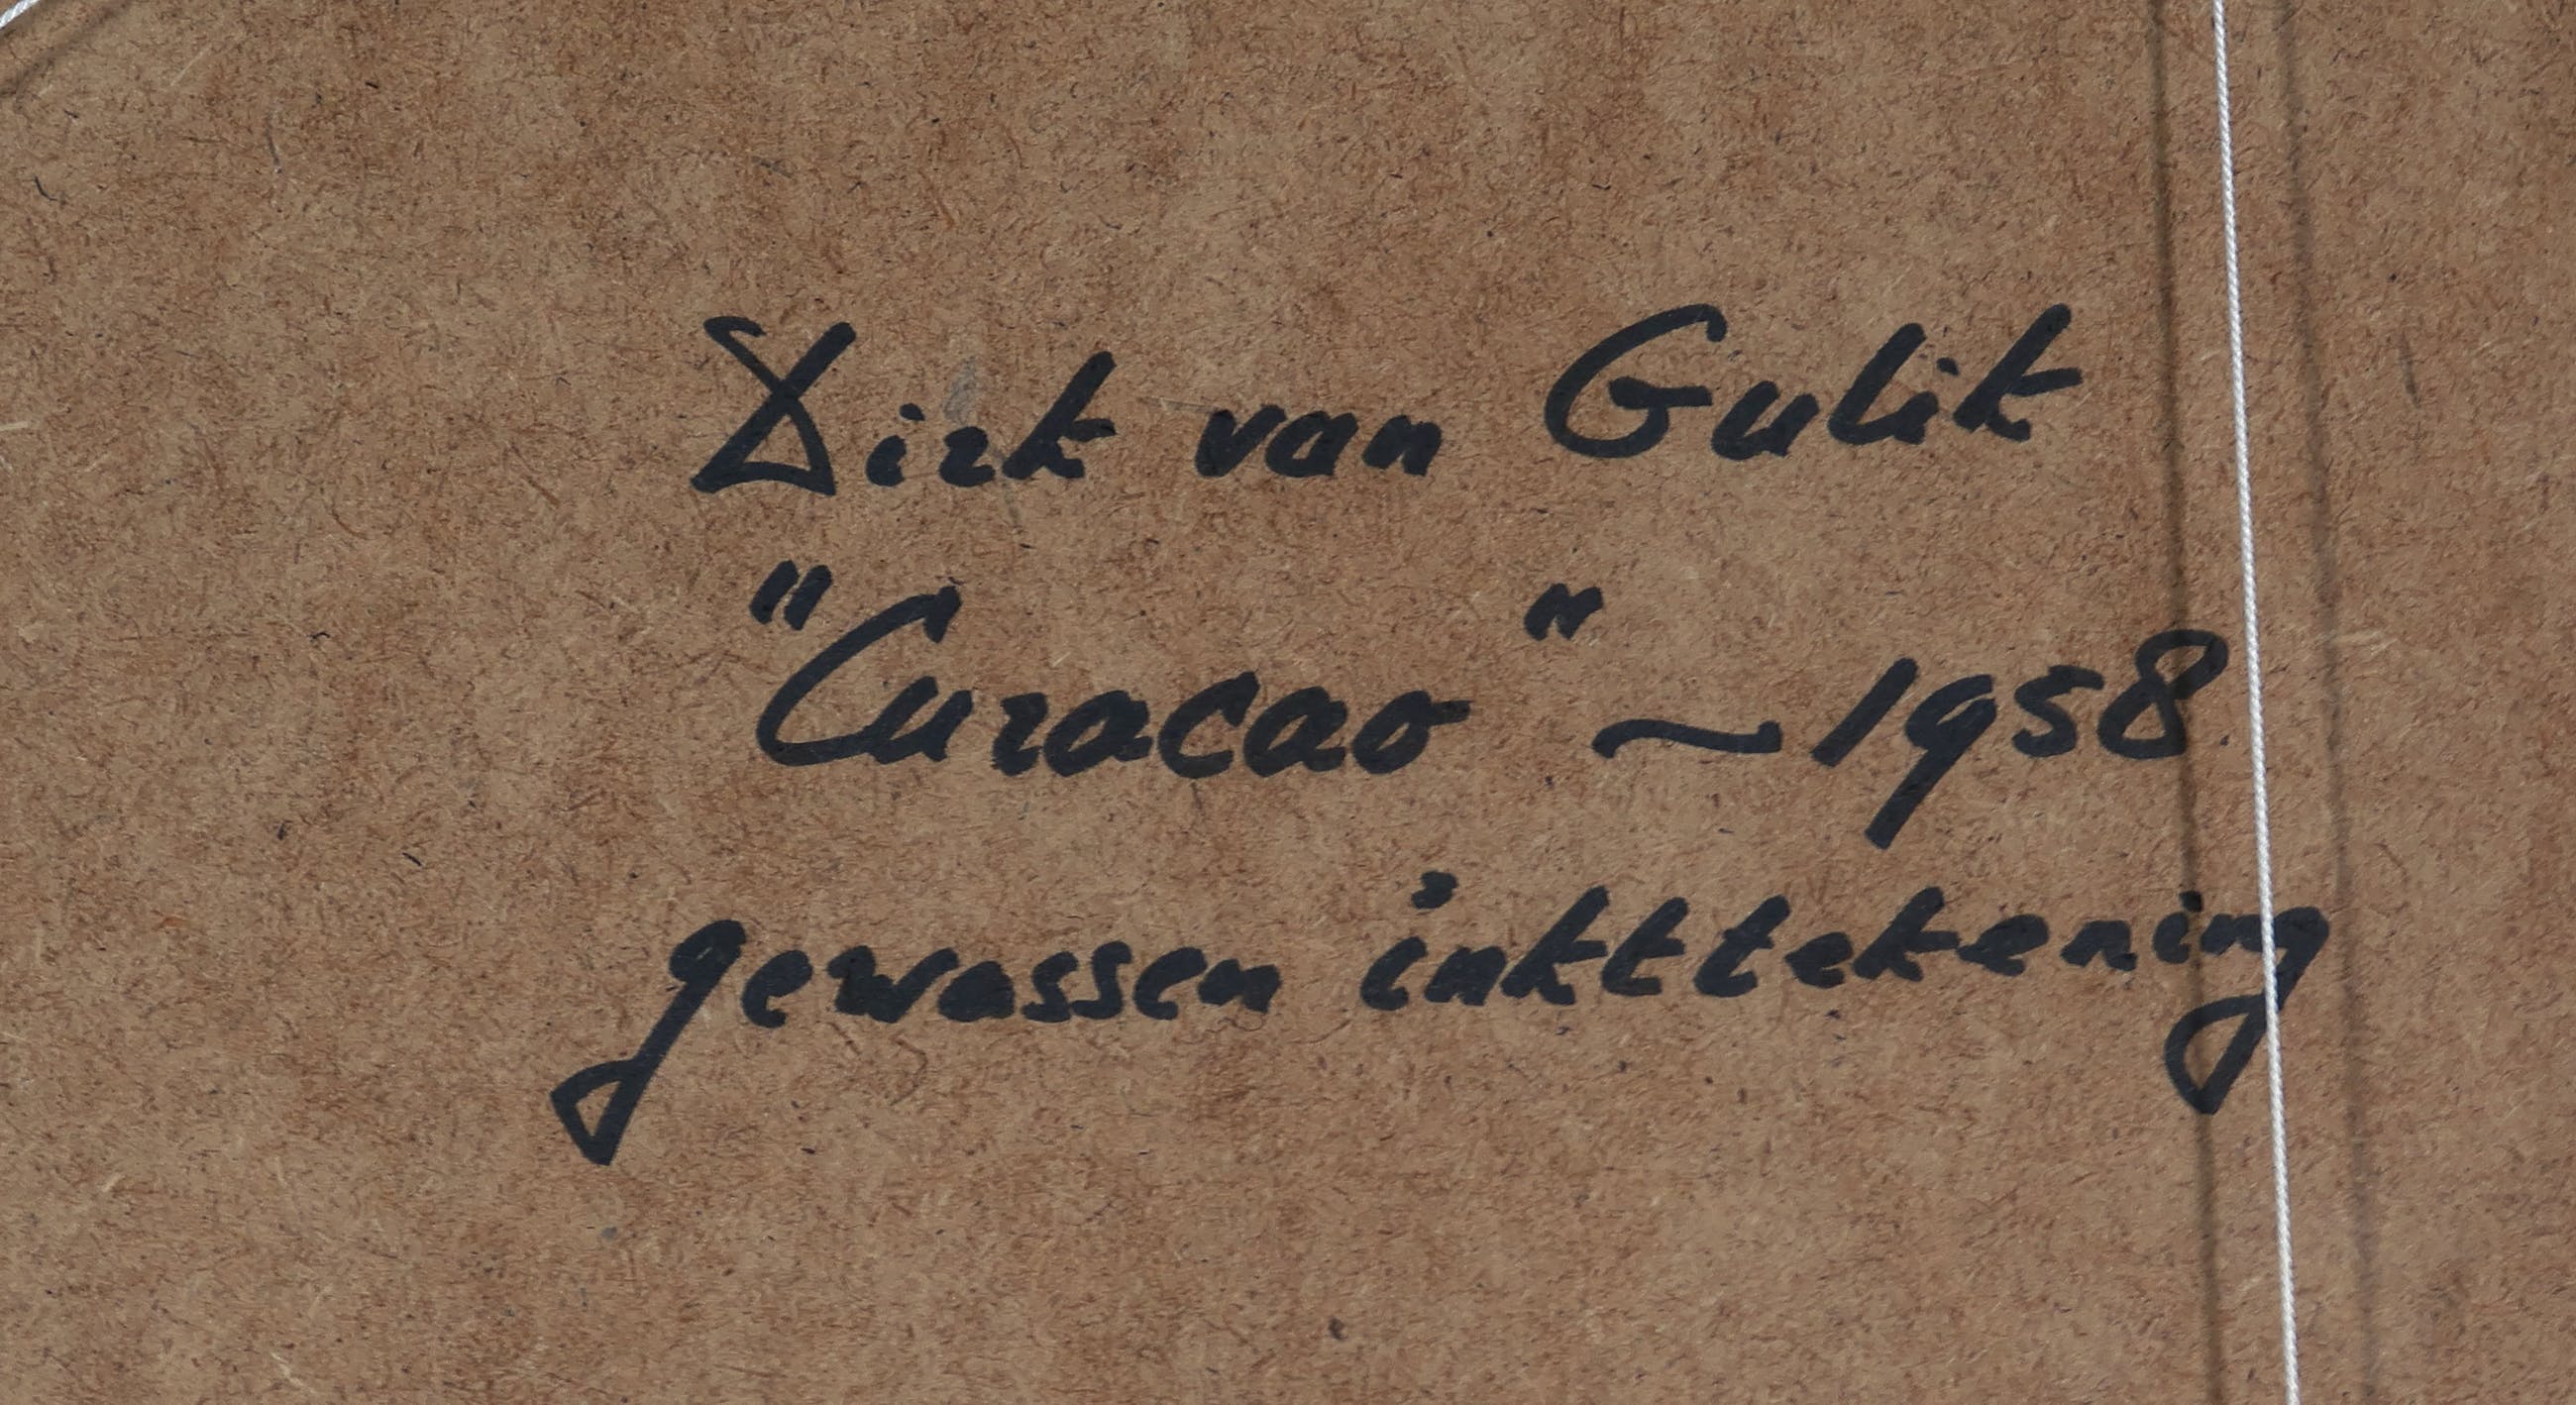 Dirk van Gulik
"Curacao" ~ 1958
gewassen inkttekening